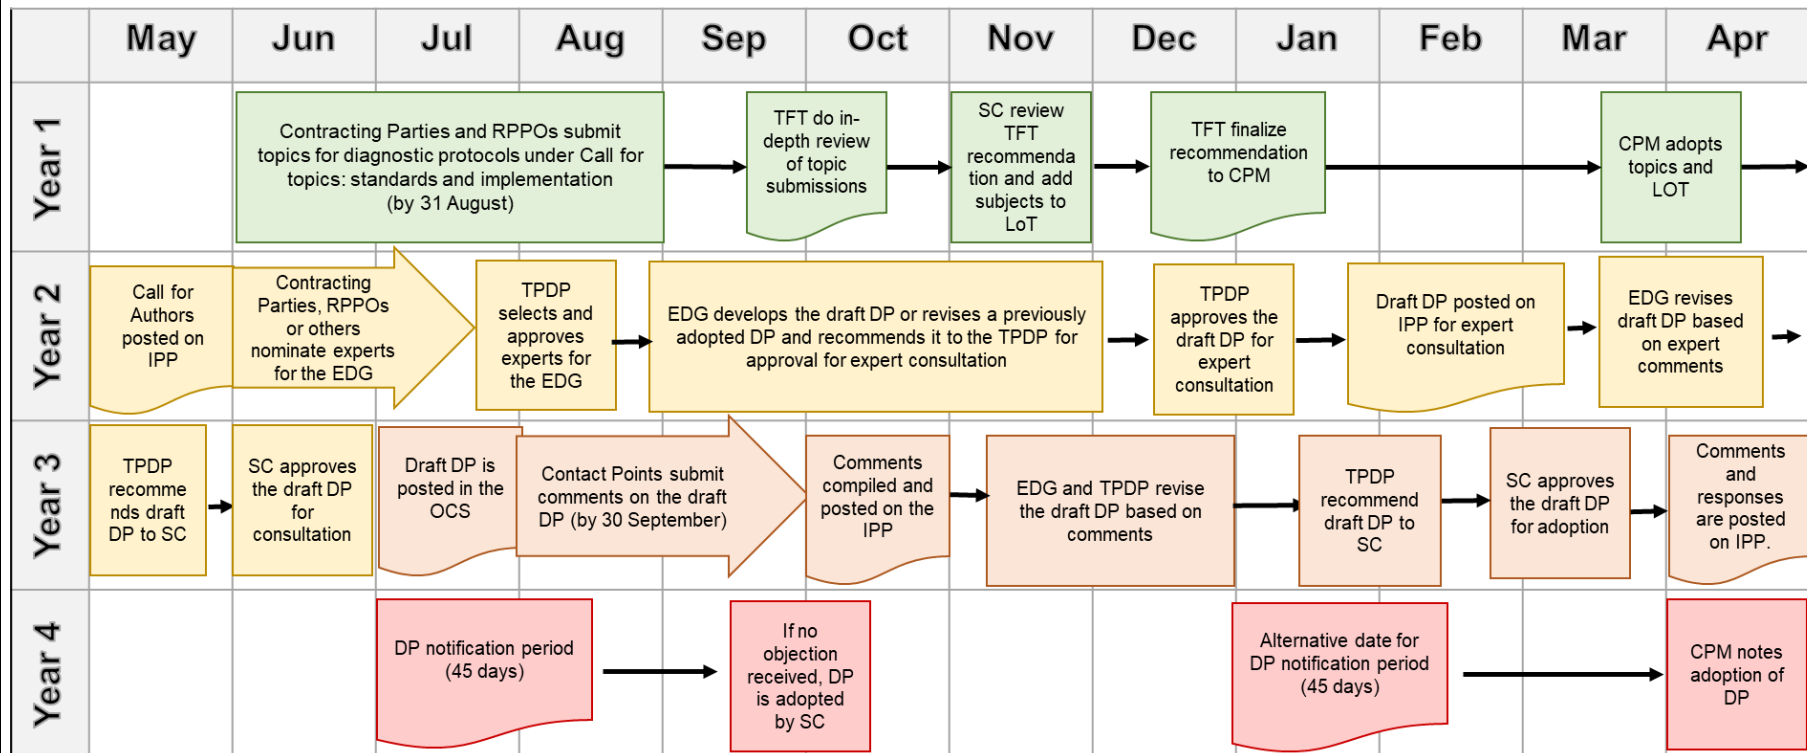 May Jun Jul Aug Sep Oct Nov Dec Jan Feb Mar Apr
Year 1
Contracting Parties and RPPOs submit
topics for diagnostic protocols under Call for
topics: standards and implementation
(by 31 August)
TFT do in-
depth review
of topic
submissions
SC review
TFT
recommenda
tion and add
subjects to
LoT
TFT finalize
recommendation
to CPM
CPM adopts
topics and
LOT
Year 2
Call for
Authors
posted on
IPP
Contracting
Parties, RPPOs
or others
nominate experts
for the EDG
TPDP
selects and
approves
experts for
the EDG
EDG develops the draft DP or revises a previously
adopted DP and recommends it to the TPDP for
approval for expert consultation
TPDP
approves the
draft DP for
expert
consultation
Draft DP posted on
IPP for expert
consultation
EDG revises
draft DP based
on expert
comments
Year 3
TPDP
recomme
nds draft
DP to SC
SC approves
the draft DP
for
consultation
Draft DP is
posted in the
OCS
Contact Points submit
comments on the draft
DP (by 30 September)
Comments
compiled and
posted on the
IPP
EDG and TPDP revise
the draft DP based on
comments
TPDP
recommend
draft DP to
SC
SC approves
the draft DP
for adoption
Comments
and
responses
are posted
on IPP.
Year 4
DP notification period
(45 days)
If no
objection
received, DP
is adopted
by SC
Alternative date for
DP notification period
(45 days)
CPM notes
adoption of
DP